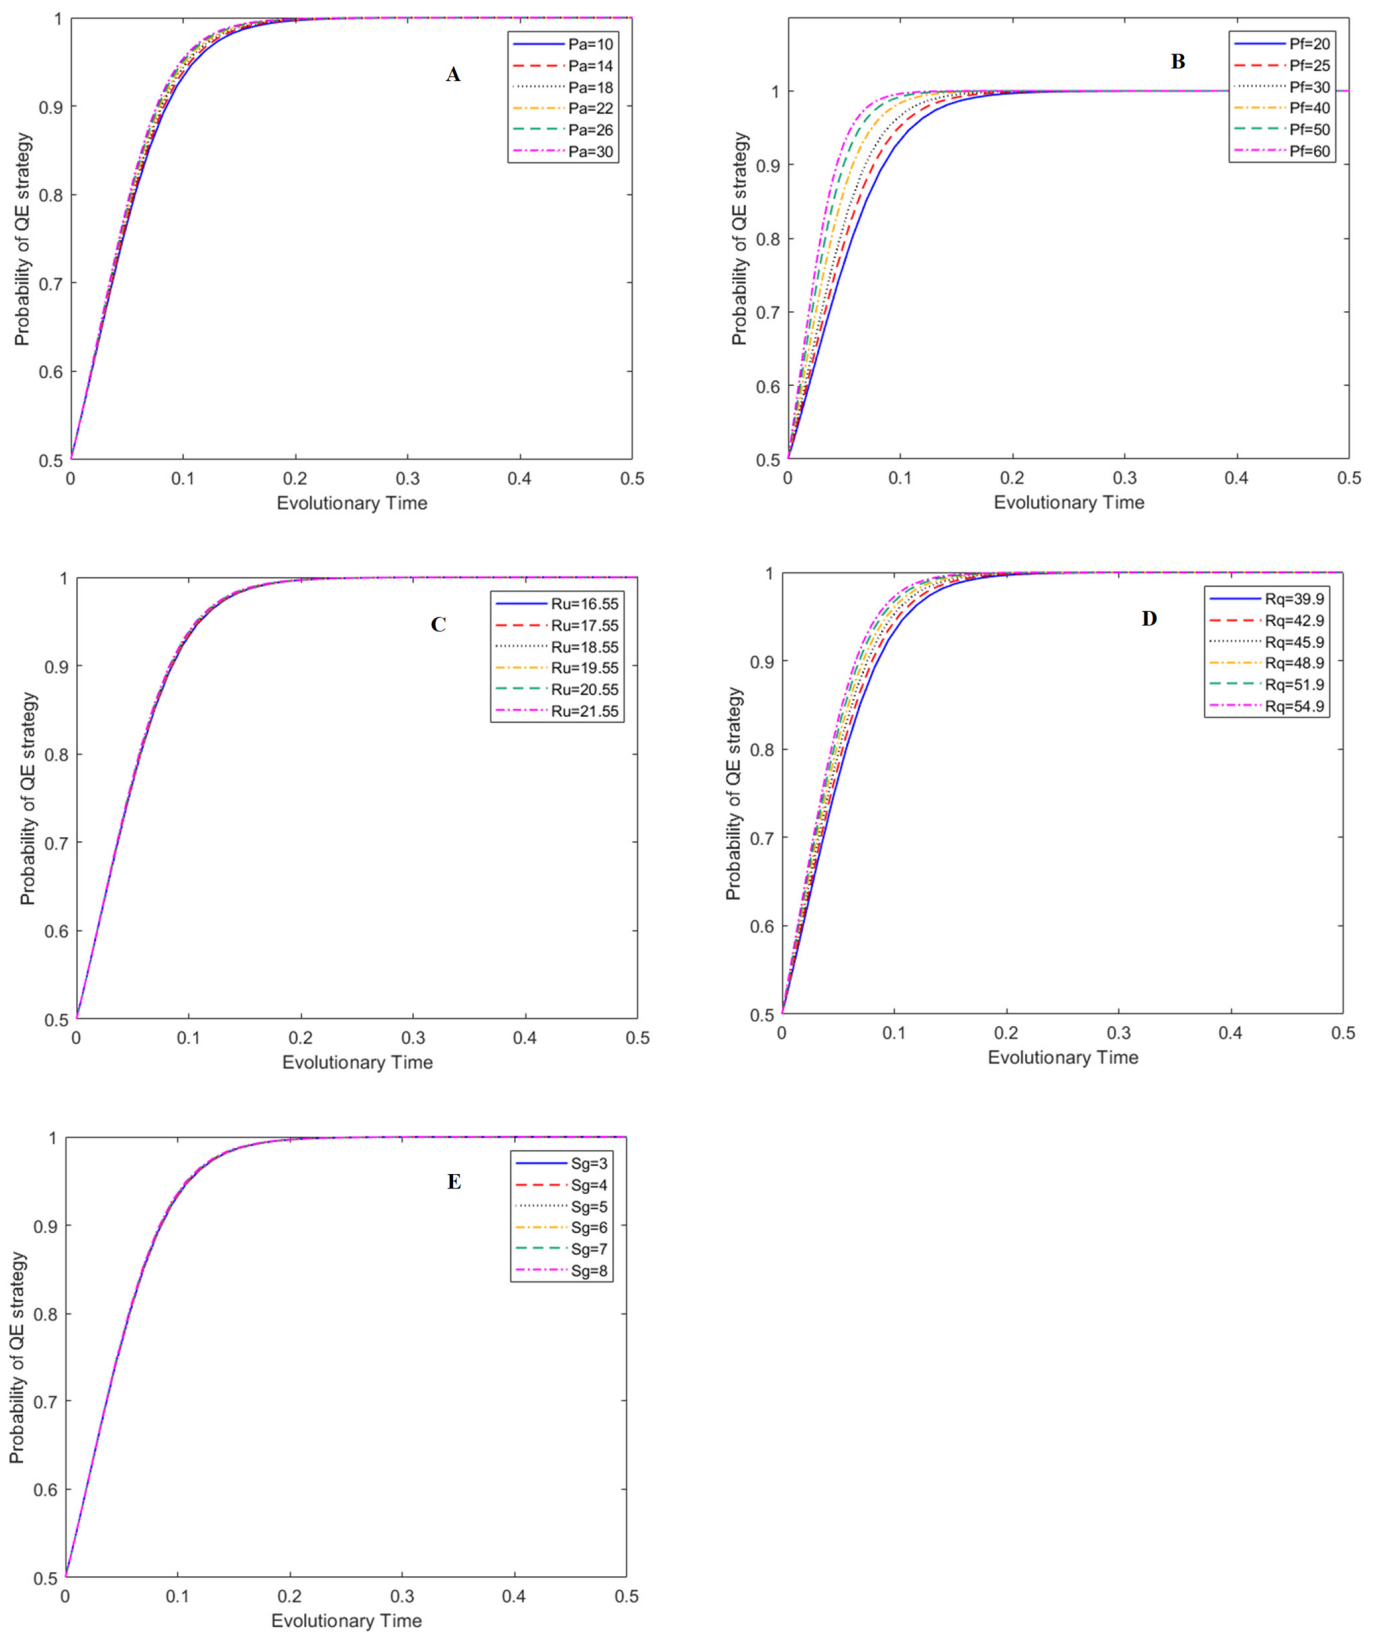 A
Probability of QE strategy
1
0.9
0.8
0.7
0.6
0.5
0 0.1 0.2 0.3 0.4 0.5
Evolutionary Time
Pa=10
Pa=14
Pa=18
Pa=22
Pa=26
Pa=30
B
Probability of QE strategy
1
0.9
0.8
0.7
0.6
0.5
0 0.1 0.2 0.3 0.4 0.5
Evolutionary Time
Pf=20
Pf=25
Pf=30
Pf=40
Pf=50
Pf=60
C
Probability of QE strategy
1
0.9
0.8
0.7
0.6
0.5
0 0.1 0.2 0.3 0.4 0.5
Evolutionary Time
Ru=16.55
Ru=17.55
Ru=18.55
Ru=19.55
Ru=20.55
Ru=21.55
D
Probability of QE strategy
1
0.9
0.8
0.7
0.6
0.5
0 0.1 0.2 0.3 0.4 0.5
Evolutionary Time
Rq=39.9
Rq=42.9
Rq=45.9
Rq=48.9
Rq=51.9
Rq=54.9
E
Probability of QE strategy
1
0.9
0.8
0.7
0.6
0.5
0 0.1 0.2 0.3 0.4 0.5
Evolutionary Time
Sg=3
Sg=4
Sg=5
Sg=6
Sg=7
Sg=8